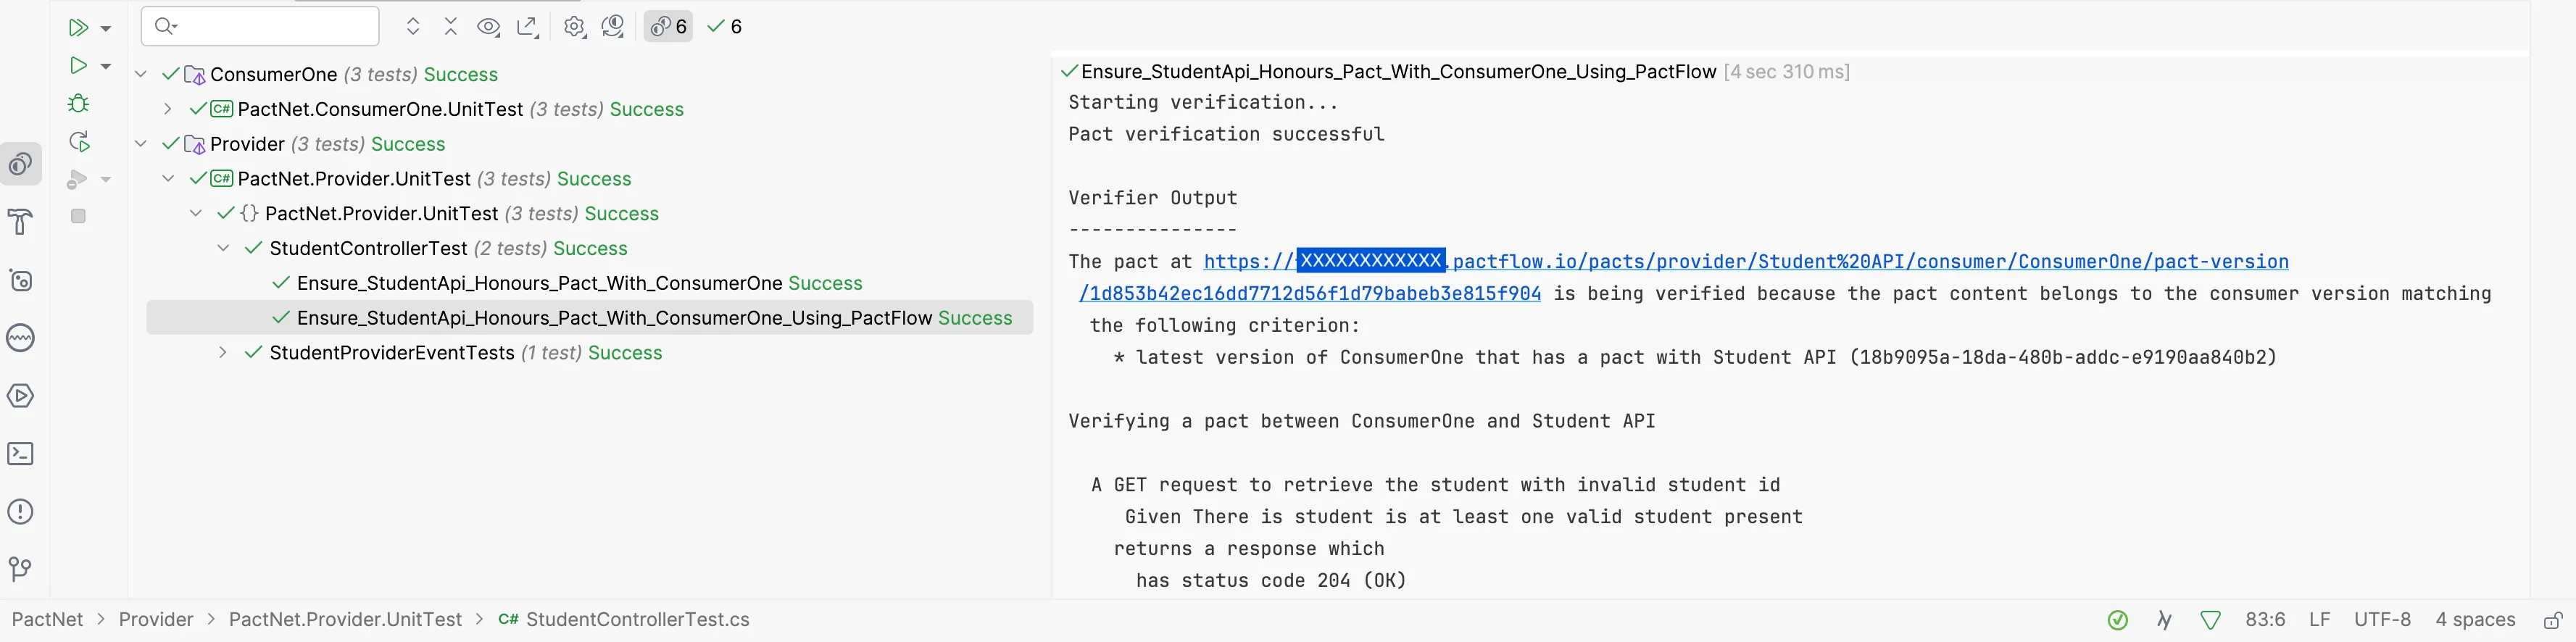 6 6
ConsumerOne (3 tests) Success
C# PactNet.ConsumerOne.UnitTest (3 tests) Success
Provider (3 tests) Success
C# PactNet.Provider.UnitTest (3 tests) Success
{} PactNet.Provider.UnitTest (3 tests) Success
StudentControllerTest (2 tests) Success
Ensure_StudentApi_Honours_Pact_With_ConsumerOne Success
Ensure_StudentApi_Honours_Pact_With_ConsumerOne_Using_PactFlow Success
StudentProviderEventTests (1 test) Success
Ensure_StudentApi_Honours_Pact_With_ConsumerOne_Using_PactFlow [4 sec 310 ms]
Starting verification...
Pact verification successful
Verifier Output
---------------
The pact at https://XXXXXXXXXXXX.pactflow.io/pacts/provider/Student%20API/consumer/ConsumerOne/pact-version
/1d853b42ec16dd7712d56f1d79babeb3e815f904 is being verified because the pact content belongs to the consumer version matching
the following criterion:
* latest version of ConsumerOne that has a pact with Student API (18b9095a-18da-480b-addc-e9190aa840b2)
Verifying a pact between ConsumerOne and Student API
A GET request to retrieve the student with invalid student id
Given There is student is at least one valid student present
returns a response which
has status code 204 (OK)
PactNet > Provider > PactNet.Provider.UnitTest > C# StudentControllerTest.cs
83:6 LF UTF-8 4 spaces